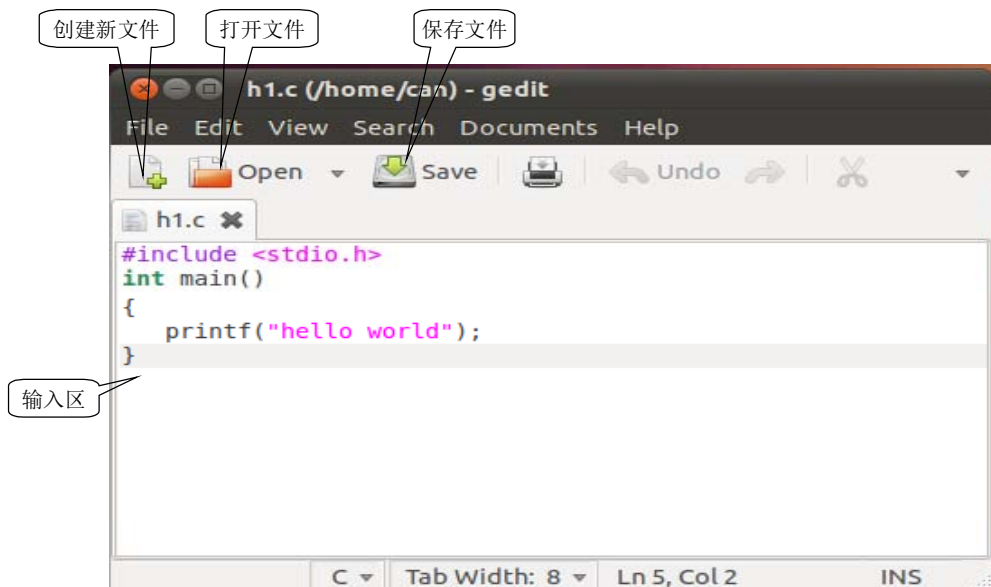 创建新文件 打开文件 保存文件
h1.c (/home/can) - gedit
File Edit View Search Documents Help
Open Save Undo
h1.c
#include <stdio.h>
int main()
{
   printf("hello world");
}
输入区
C Tab Width: 8 Ln 5, Col 2 INS